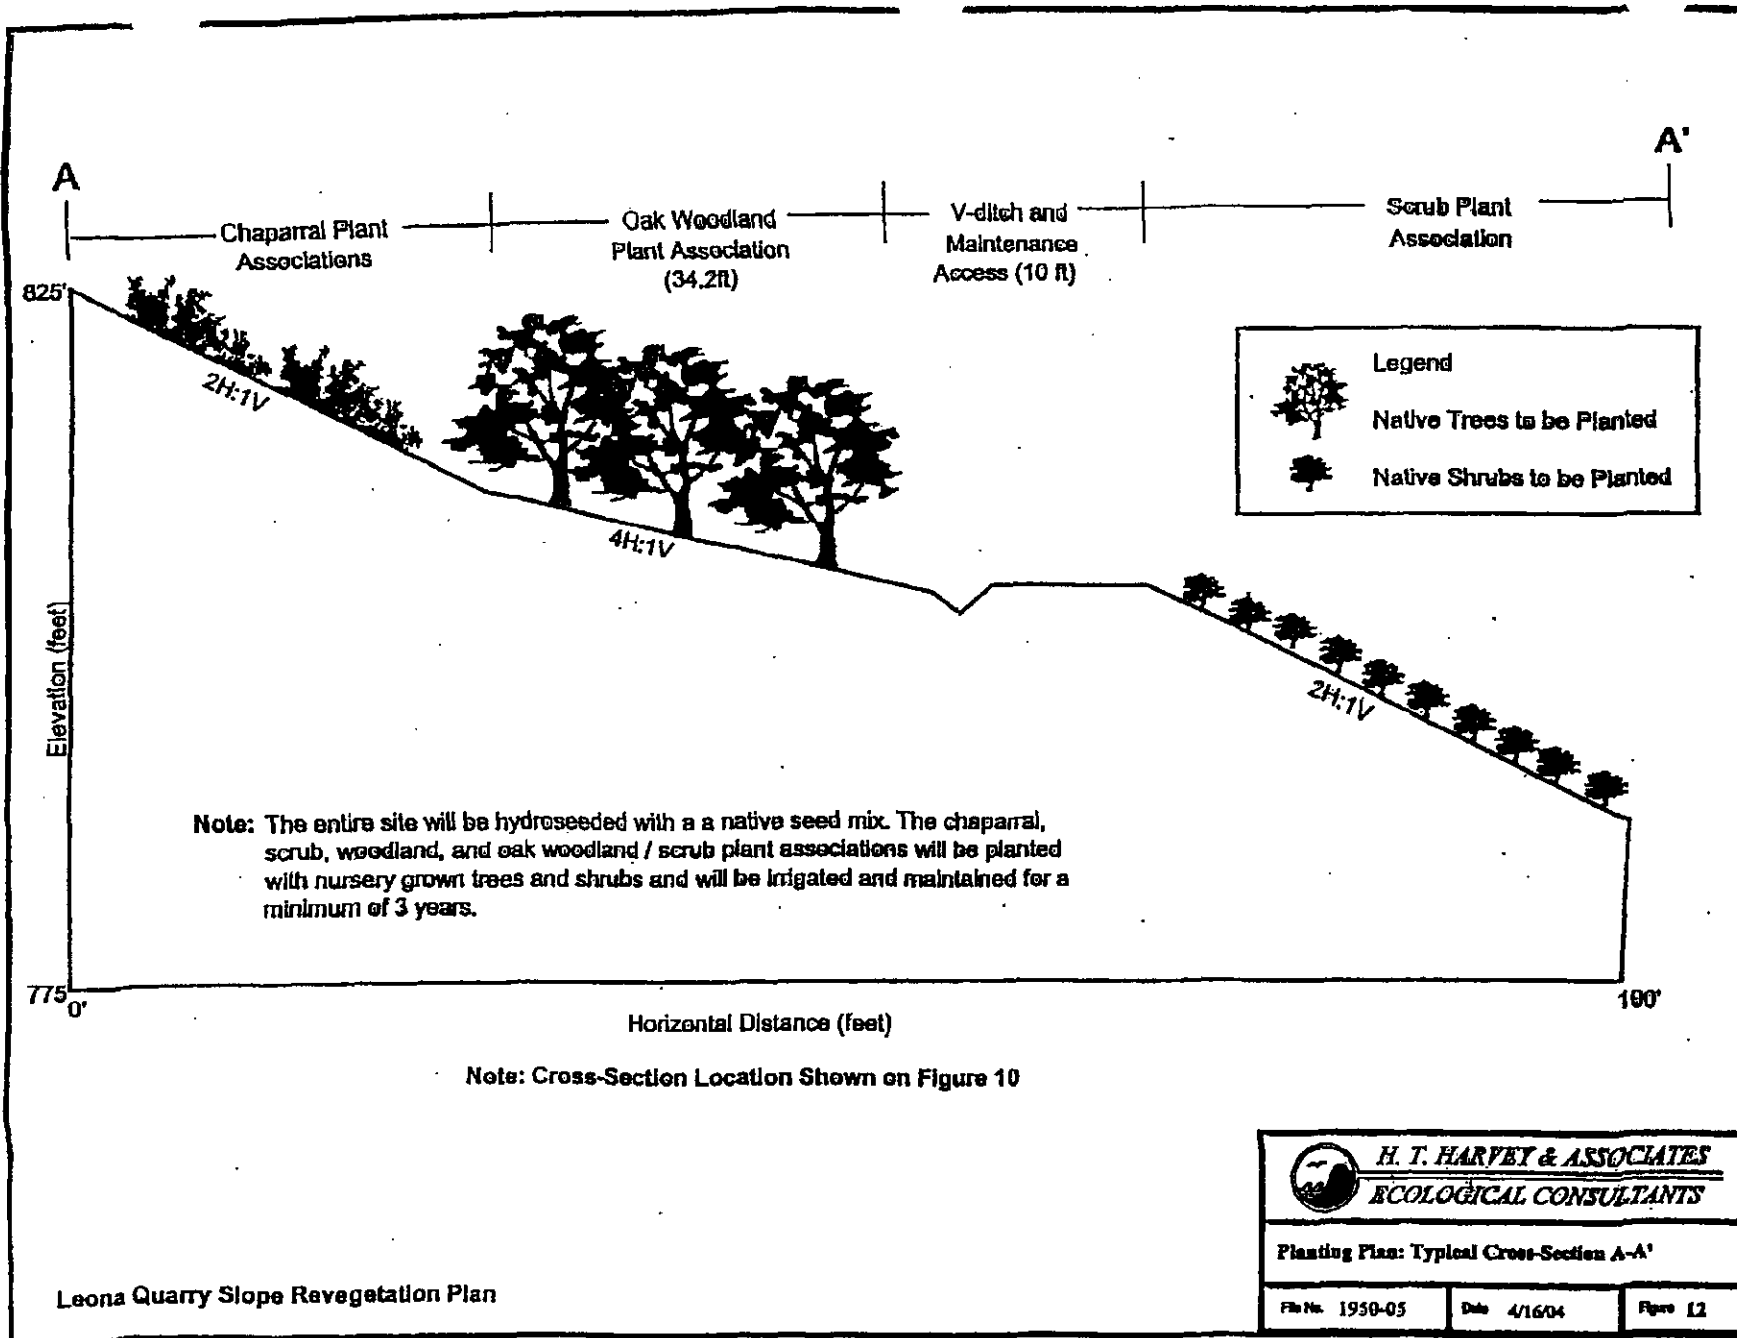 A
A'
Chaparral Plant
Associations
Oak Woodland
Plant Association
(34.2ft)
V-ditch and
Maintenance
Access (10 ft)
Scrub Plant
Association
825'
2H:1V
4H:1V
2H:1V
Legend
Native Trees to be Planted
Native Shrubs to be Planted
Elevation (feet)
Note: The entire site will be hydroseeded with a a native seed mix. The chaparral,
scrub, woodland, and oak woodland / scrub plant associations will be planted
with nursery grown trees and shrubs and will be irrigated and maintained for a
minimum of 3 years.
775'
0'
100'
Horizontal Distance (feet)
Note: Cross-Section Location Shown on Figure 10
H. T. HARVEY & ASSOCIATES
ECOLOGICAL CONSULTANTS
Planting Plan: Typical Cross-Section A-A'
File No. 1950-05
Date 4/16/04
Figure 12
Leona Quarry Slope Revegetation Plan